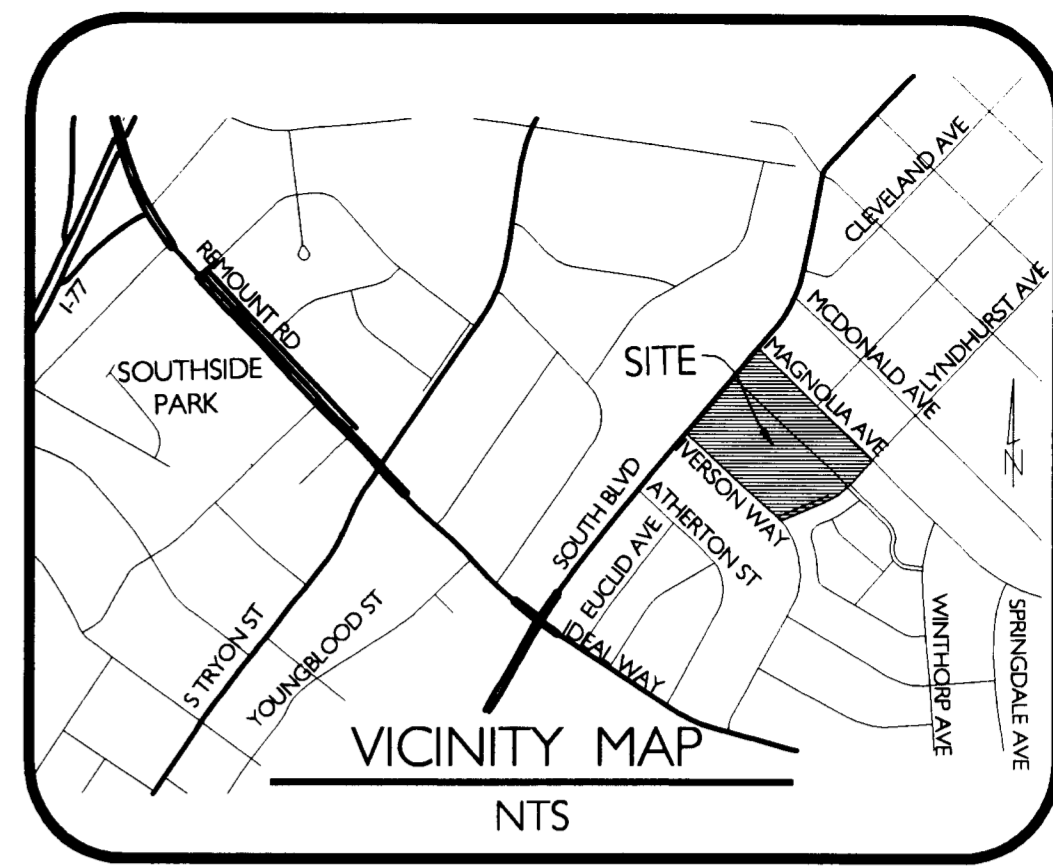 CLEVELAND AVE
REMOUNT RD
I-77
MCDONALD AVE
LYNDHURST AVE
MAGNOLIA AVE
SITE
SOUTHSIDE
PARK
N
SOUTH BLVD
IVERSON WAY
ATHERTON ST
EUCLID AVE
IDEAL WAY
S TRYON ST
YOUNGBLOOD ST
WINTHORP AVE
SPRINGDALE AVE
VICINITY MAP
NTS